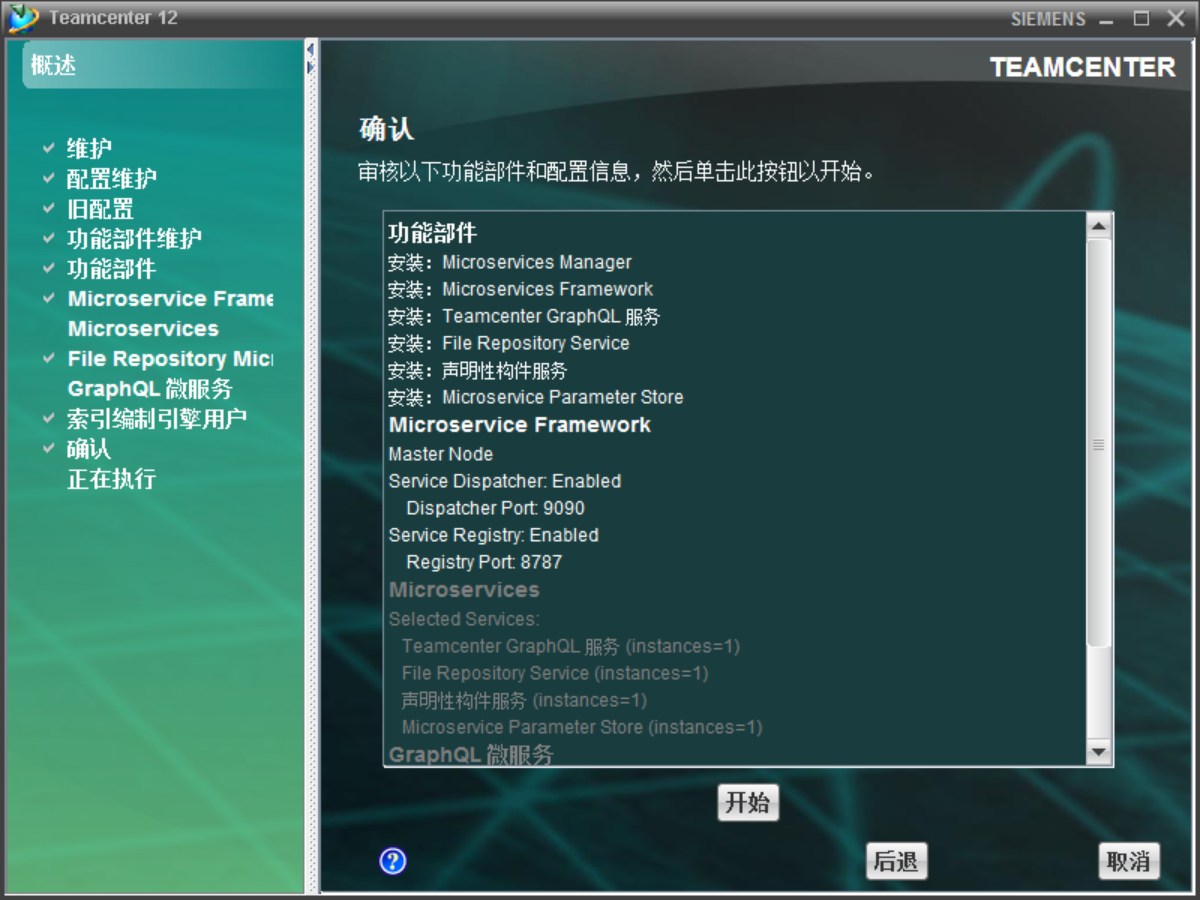 Teamcenter 12
SIEMENS
概述
维护
配置维护
旧配置
功能部件维护
功能部件
Microservice Frame
Microservices
File Repository Mic
GraphQL 微服务
索引编制引擎用户
确认
正在执行
TEAMCENTER
确认
审核以下功能部件和配置信息，然后单击此按钮以开始。
功能部件
安装：Microservices Manager
安装：Microservices Framework
安装：Teamcenter GraphQL 服务
安装：File Repository Service
安装：声明性构件服务
安装：Microservice Parameter Store
Microservice Framework
Master Node
Service Dispatcher: Enabled
Dispatcher Port: 9090
Service Registry: Enabled
Registry Port: 8787
Microservices
Selected Services:
Teamcenter GraphQL 服务 (instances=1)
File Repository Service (instances=1)
声明性构件服务 (instances=1)
Microservice Parameter Store (instances=1)
GraphQL 微服务
开始
?
后退
取消